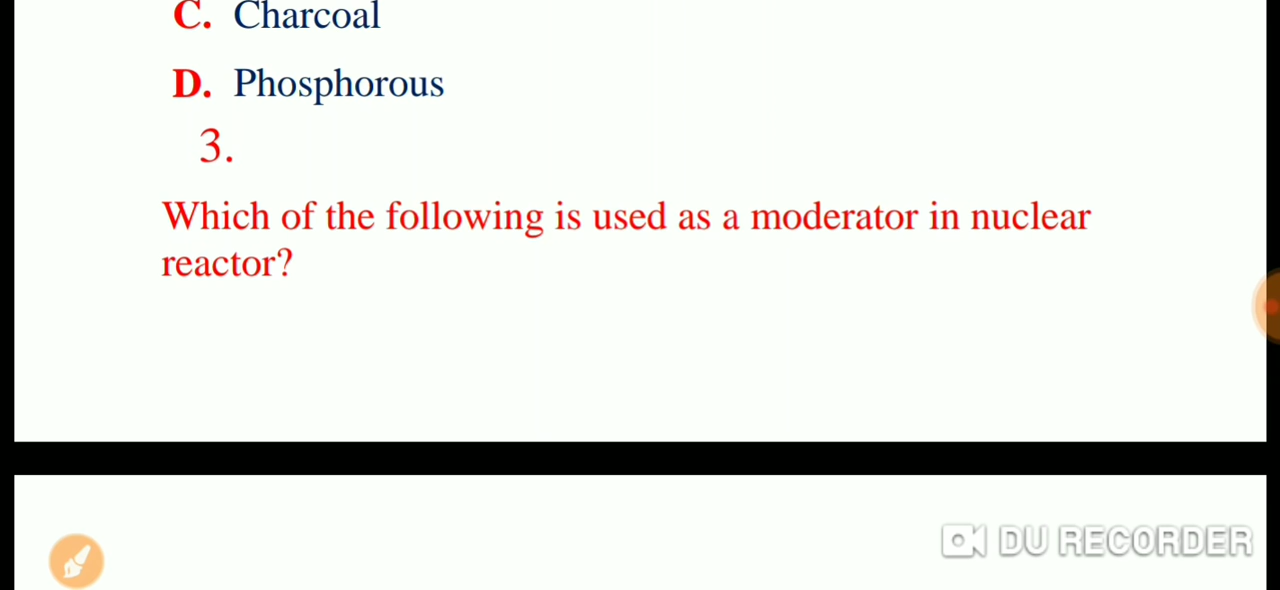 C. Charcoal
D. Phosphorous
3.
Which of the following is used as a moderator in nuclear
reactor?
DU RECORDER